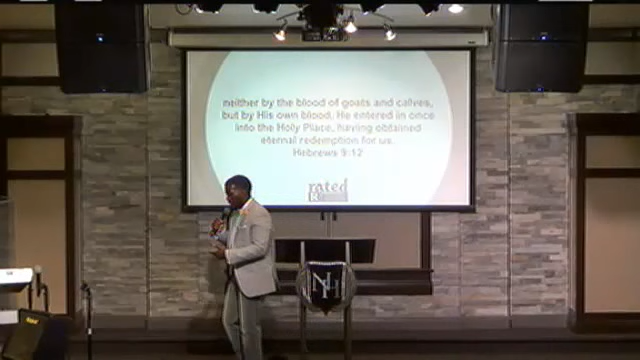 neither by the blood of goats and calves,
but by His own blood, He entered in once
into the Holy Place, having obtained
eternal redemption for us.
Hebrews 9:12
rated
R